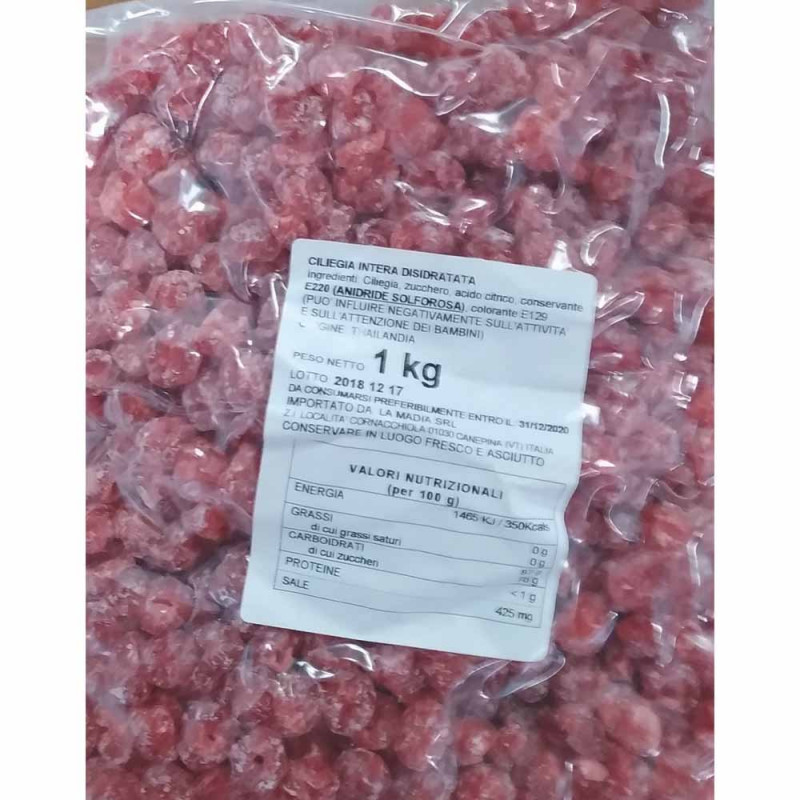 CILIEGIA INTERA DISIDRATATA
Ingredienti: Ciliegia, zucchero, acido citrico, conservante
E220 (ANIDRIDE SOLFOROSA), colorante E129
(PUO' INFLUIRE NEGATIVAMENTE SULL'ATTIVITA
E SULL'ATTENZIONE DEI BAMBINI)
ORIGINE: THAILANDIA
PESO NETTO 1 kg
LOTTO 2018 12 17
DA CONSUMARSI PREFERIBILMENTE ENTRO IL 31/12/2020
IMPORTATO DA LA MADIA SRL
Z.I LOCALITA' CORNACCHIOLA 01030 CANEPINA (VT) ITALIA
CONSERVARE IN LUOGO FRESCO E ASCIUTTO
VALORI NUTRIZIONALI
(per 100 g)
ENERGIA 1465 KJ / 350Kcals
GRASSI 0 g
di cui grassi saturi 0 g
CARBOIDRATI
di cui zuccheri g
PROTEINE < 1 g
SALE 425 mg